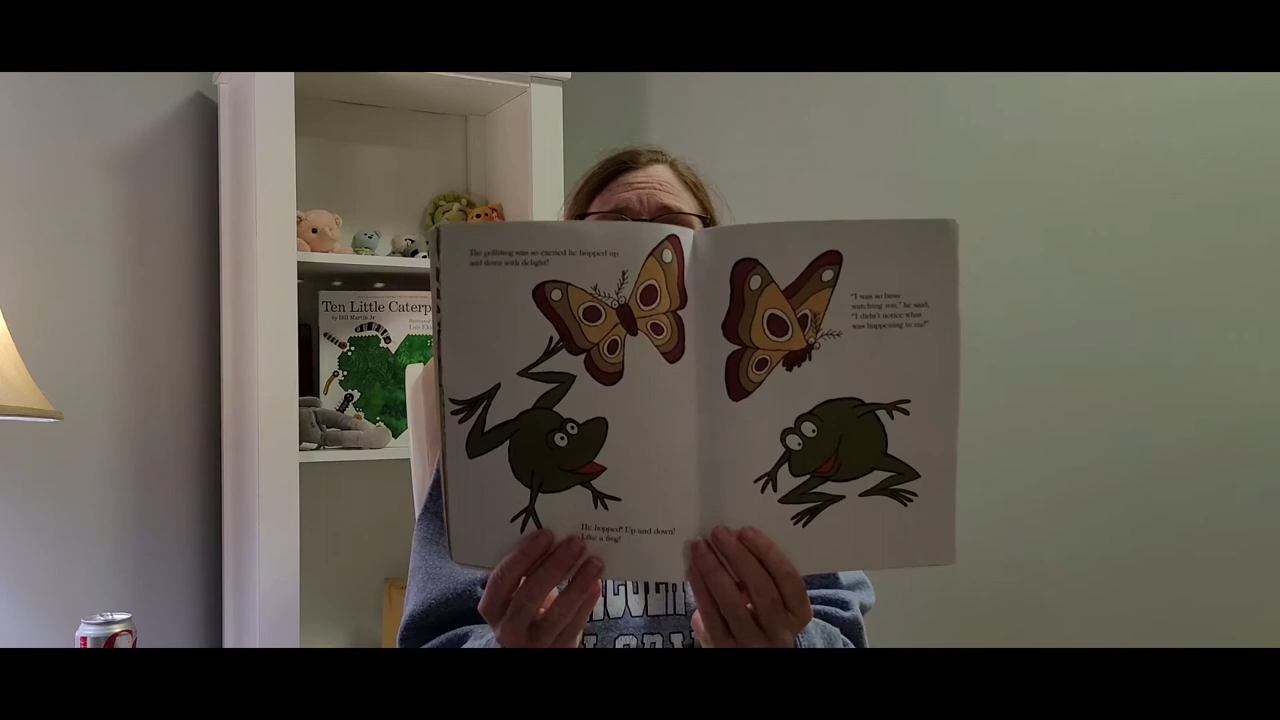 Ten Little Caterp
by Bill Martin Jr
The polliwog was so excited he hopped up
and down with delight!
"I was so busy
watching you," he said,
"I didn't notice what
was happening to me!"
He hopped! Up and down!
Like a frog!